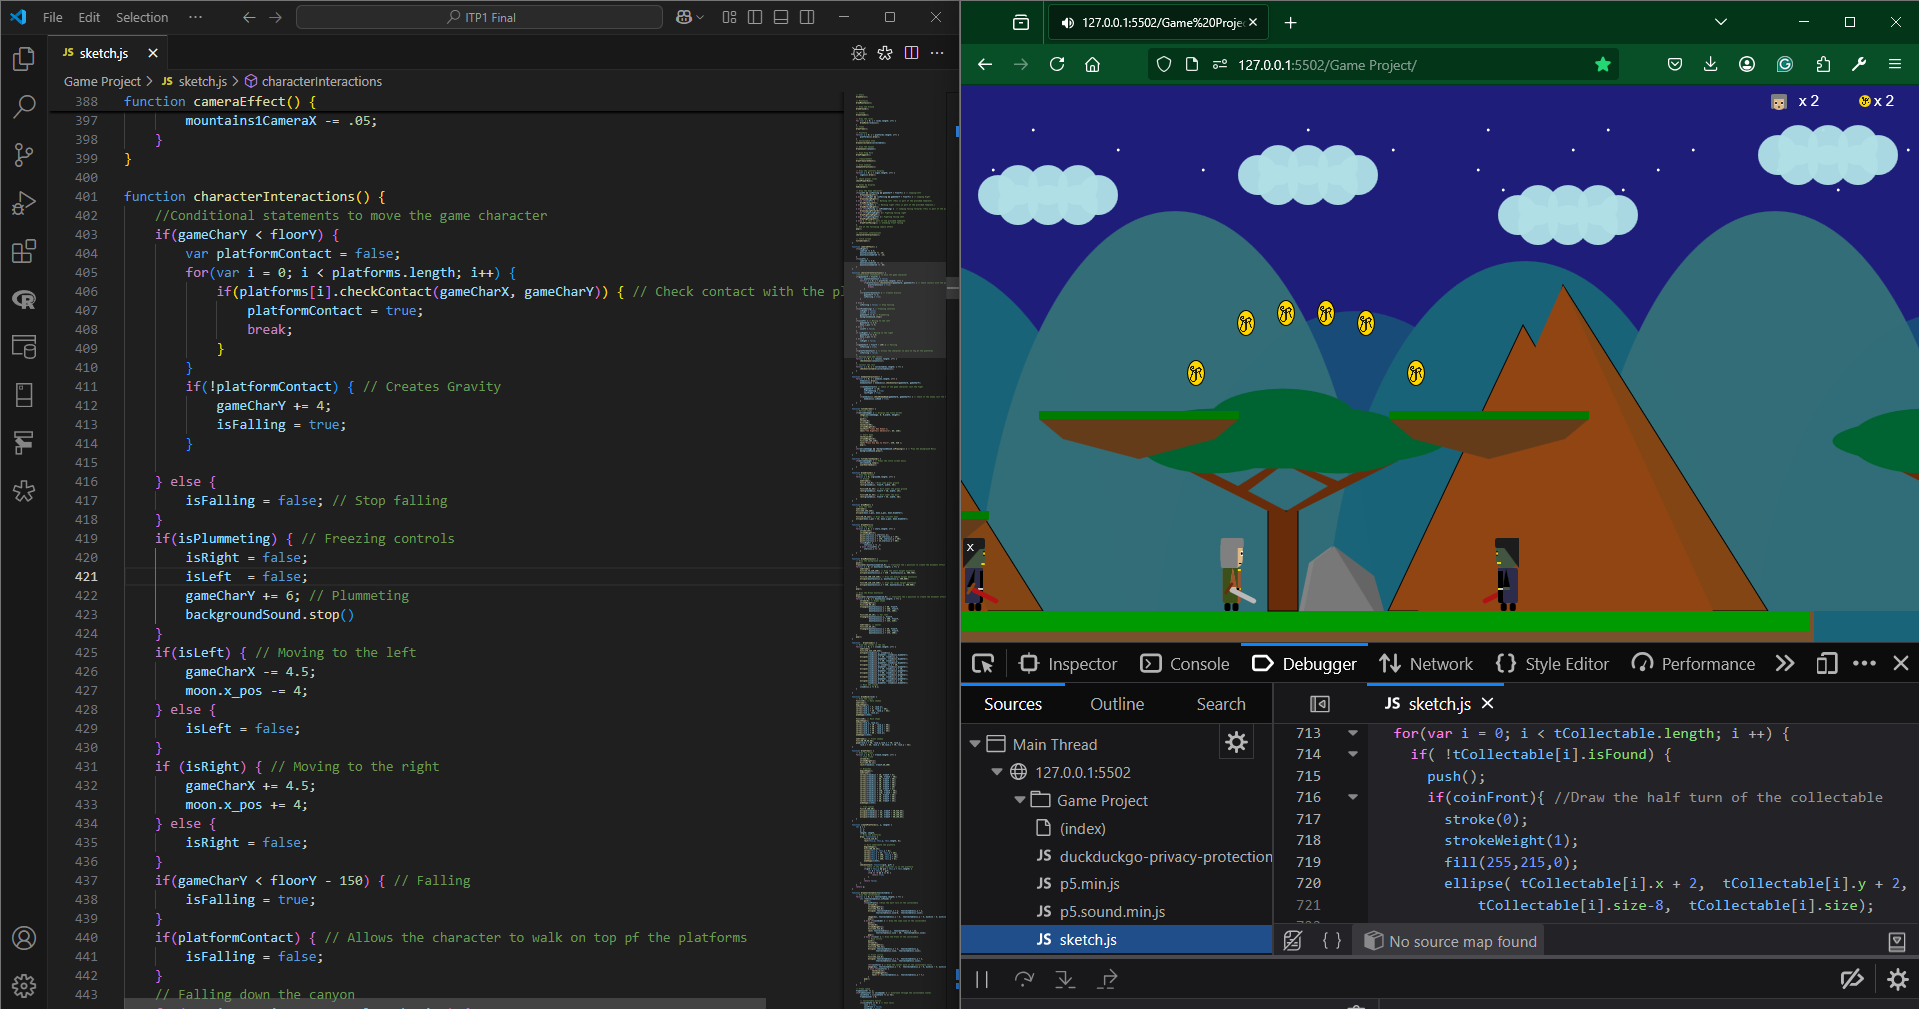 File Edit Selection ··· ITP1 Final
JS sketch.js
Game Project > JS sketch.js > characterInteractions
388 function cameraEffect() {
397 mountains1CameraX -= .05;
398 }
399 }
400
401 function characterInteractions() {
402 //Conditional statements to move the game character
403 if(gameCharY < floorY) {
404 var platformContact = false;
405 for(var i = 0; i < platforms.length; i++) {
406 if(platforms[i].checkContact(gameCharX, gameCharY)) { // Check contact with the p
407 platformContact = true;
408 break;
409 }
410 }
411 if(!platformContact) { // Creates Gravity
412 gameCharY += 4;
413 isFalling = true;
414 }
415
416 } else {
417 isFalling = false; // Stop falling
418 }
419 if(isPlummeting) { // Freezing controls
420 isRight = false;
421 isLeft  = false;
422 gameCharY += 6; // Plummeting
423 backgroundSound.stop()
424 }
425 if(isLeft) { // Moving to the left
426 gameCharX -= 4.5;
427 moon.x_pos -= 4;
428 } else {
429 isLeft = false;
430 }
431 if (isRight) { // Moving to the right
432 gameCharX += 4.5;
433 moon.x_pos += 4;
434 } else {
435 isRight = false;
436 }
437 if(gameCharY < floorY - 150) { // Falling
438 isFalling = true;
439 }
440 if(platformContact) { // Allows the character to walk on top pf the platforms
441 isFalling = false;
442 }
443 // Falling down the canyon
127.0.0.1:5502/Game%20Proje
127.0.0.1:5502/Game Project/
x 2 x 2
x
Inspector Console Debugger Network Style Editor Performance
Sources Outline Search
JS sketch.js
Main Thread
127.0.0.1:5502
Game Project
(index)
JS duckduckgo-privacy-protection
JS p5.min.js
JS p5.sound.min.js
JS sketch.js
713 for(var i = 0; i < tCollectable.length; i ++) {
714 if( !tCollectable[i].isFound) {
715 push();
716 if(coinFront){ //Draw the half turn of the collectable
717 stroke(0);
718 strokeWeight(1);
719 fill(255,215,0);
720 ellipse( tCollectable[i].x + 2,  tCollectable[i].y + 2,
721 tCollectable[i].size-8,  tCollectable[i].size);
{ } No source map found